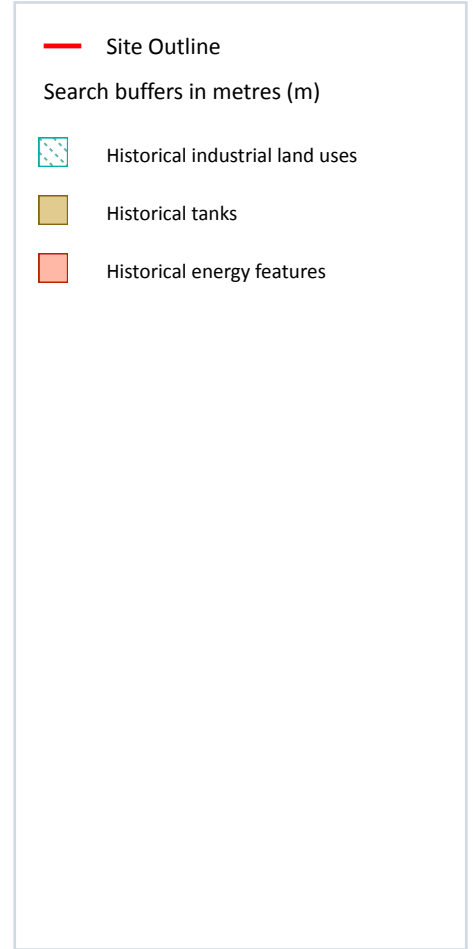 Site Outline
Search buffers in metres (m)
Historical industrial land uses
Historical tanks
Historical energy features